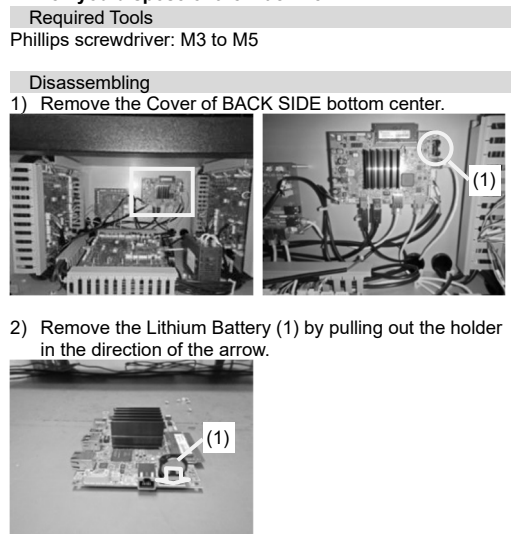 Required Tools
Phillips screwdriver: M3 to M5
Disassembling
1) Remove the Cover of BACK SIDE bottom center.
(1)
2) Remove the Lithium Battery (1) by pulling out the holder
in the direction of the arrow.
(1)